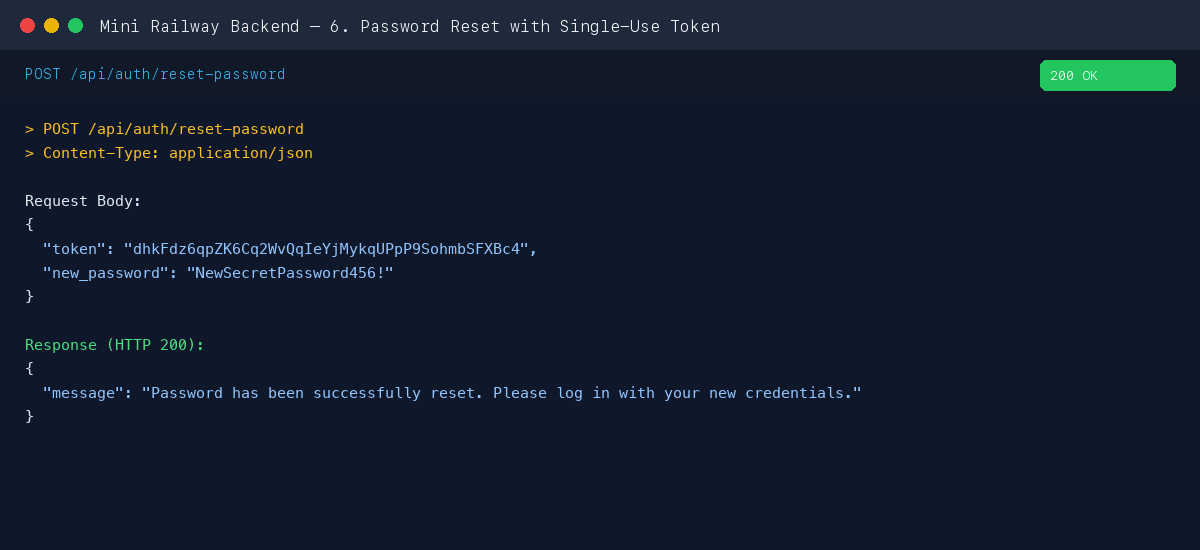 Mini Railway Backend — 6. Password Reset with Single-Use Token
POST /api/auth/reset-password
200 OK
> POST /api/auth/reset-password
> Content-Type: application/json
Request Body:
{
"token": "dhkFdz6qpZK6Cq2WvQqIeYjMykqUPpP9SohmbSFXBc4",
"new_password": "NewSecretPassword456!"
}
Response (HTTP 200):
{
"message": "Password has been successfully reset. Please log in with your new credentials."
}